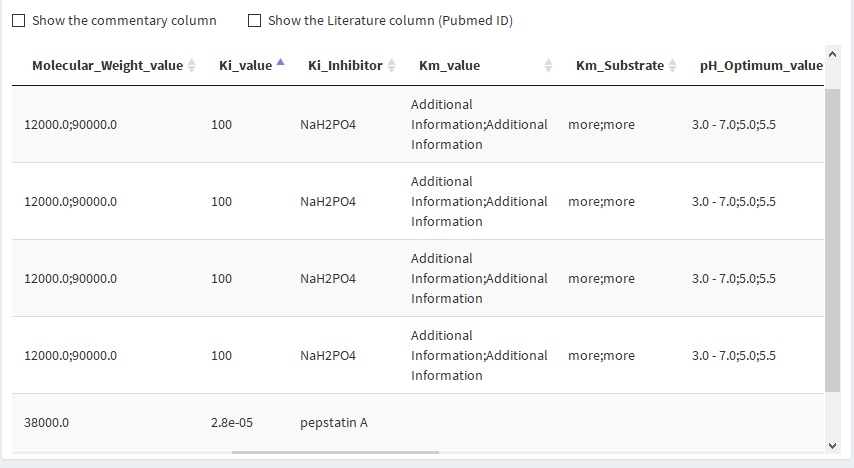 Show the commentary column Show the Literature column (Pubmed ID)
Molecular_Weight_value Ki_value Ki_Inhibitor Km_value Km_Substrate pH_Optimum_value
Additional
12000.0;90000.0 100 NaH2PO4 Information;Additional more;more 3.0 - 7.0;5.0;5.5
Information
Additional
12000.0;90000.0 100 NaH2PO4 Information;Additional more;more 3.0 - 7.0;5.0;5.5
Information
Additional
12000.0;90000.0 100 NaH2PO4 Information;Additional more;more 3.0 - 7.0;5.0;5.5
Information
Additional
12000.0;90000.0 100 NaH2PO4 Information;Additional more;more 3.0 - 7.0;5.0;5.5
Information
38000.0 2.8e-05 pepstatin A